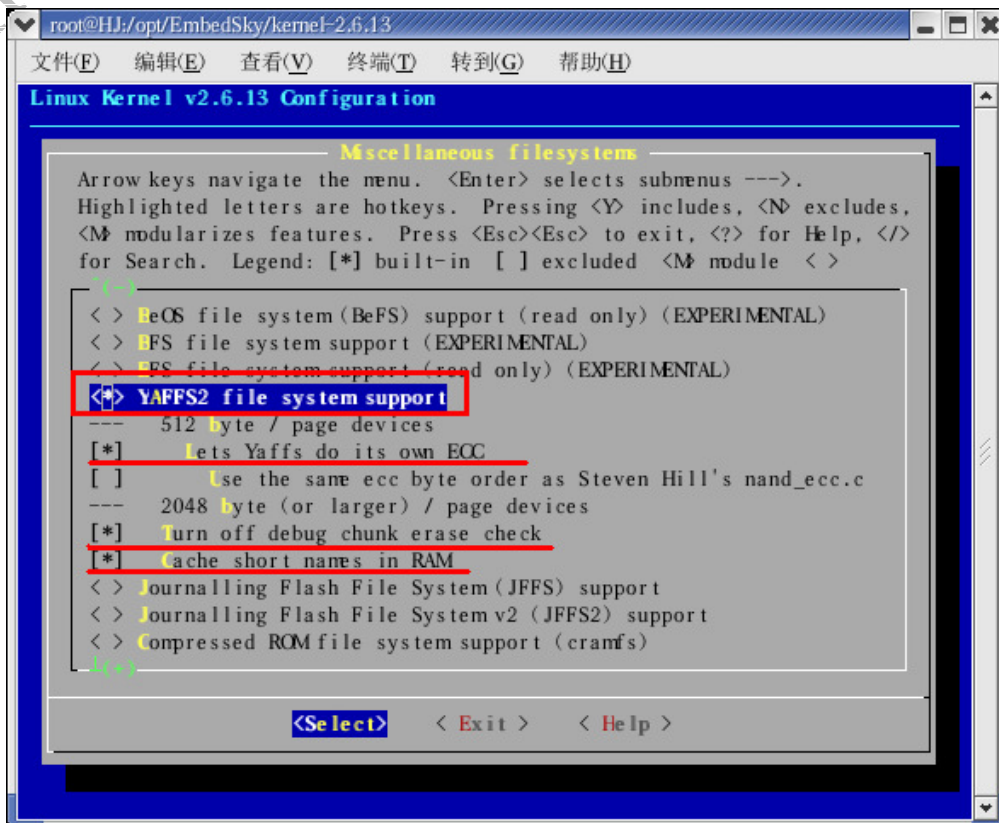 root@HJ:/opt/EmbedSky/kernel-2.6.13
文件(F) 编辑(E) 查看(V) 终端(T) 转到(G) 帮助(H)
Linux Kernel v2.6.13 Configuration
Miscellaneous filesystems
Arrow keys navigate the menu. <Enter> selects submenus --->.
Highlighted letters are hotkeys. Pressing <Y> includes, <N> excludes,
<M> modularizes features. Press <Esc><Esc> to exit, <?> for Help, </>
for Search. Legend: [*] built-in [ ] excluded <M> module < >
^(-)
< > BeOS file system (BeFS) support (read only) (EXPERIMENTAL)
< > BFS file system support (EXPERIMENTAL)
< > EFS file system support (read only) (EXPERIMENTAL)
<*> YAFFS2 file system support
--- 512 byte / page devices
[*] Lets Yaffs do its own ECC
[ ] Use the same ecc byte order as Steven Hill's nand_ecc.c
--- 2048 byte (or larger) / page devices
[*] Turn off debug chunk erase check
[*] Cache short names in RAM
< > Journalling Flash File System (JFFS) support
< > Journalling Flash File System v2 (JFFS2) support
< > Compressed ROM file system support (cramfs)
┴(+)
<Select> < Exit > < Help >